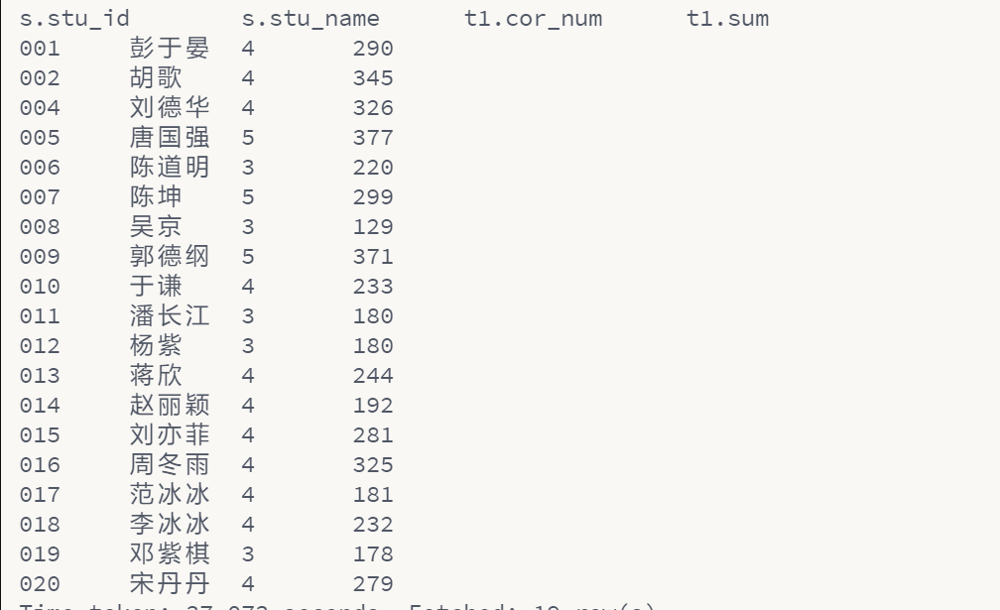 s.stu_id	s.stu_name	t1.cor_num	t1.sum
001	彭于晏	4	290
002	胡歌	4	345
004	刘德华	4	326
005	唐国强	5	377
006	陈道明	3	220
007	陈坤	5	299
008	吴京	3	129
009	郭德纲	5	371
010	于谦	4	233
011	潘长江	3	180
012	杨紫	3	180
013	蒋欣	4	244
014	赵丽颖	4	192
015	刘亦菲	4	281
016	周冬雨	4	325
017	范冰冰	4	181
018	李冰冰	4	232
019	邓紫棋	3	178
020	宋丹丹	4	279
Time taken: seconds, Fetched: 19 row(s)